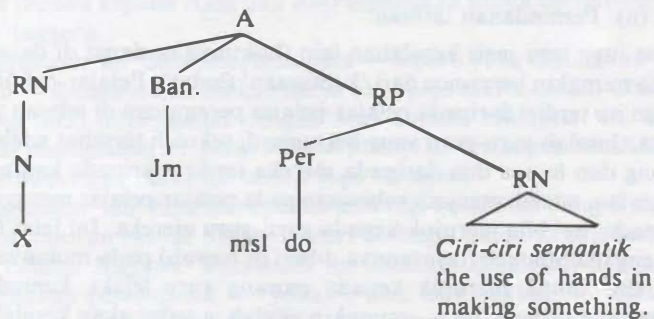 A
RN Ban. RP
N Jm Per RN
X msl do
Ciri-ciri semantik
the use of hands in
making something.